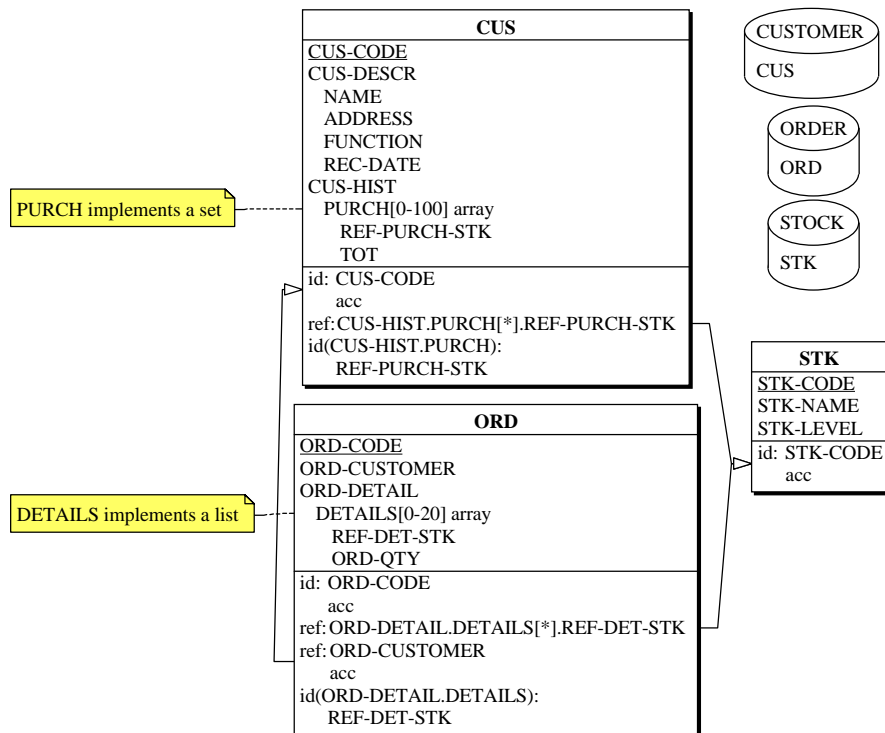 CUS
CUS-CODE
CUS-DESCR
NAME
ADDRESS
FUNCTION
REC-DATE
CUS-HIST
PURCH[0-100] array
REF-PURCH-STK
TOT
id: CUS-CODE
acc
ref:CUS-HIST.PURCH[*].REF-PURCH-STK
id(CUS-HIST.PURCH):
REF-PURCH-STK
PURCH implements a set
CUSTOMER
CUS
ORDER
ORD
STOCK
STK
STK
STK-CODE
STK-NAME
STK-LEVEL
id: STK-CODE
acc
ORD
ORD-CODE
ORD-CUSTOMER
ORD-DETAIL
DETAILS[0-20] array
REF-DET-STK
ORD-QTY
id: ORD-CODE
acc
ref:ORD-DETAIL.DETAILS[*].REF-DET-STK
ref:ORD-CUSTOMER
acc
id(ORD-DETAIL.DETAILS):
REF-DET-STK
DETAILS implements a list